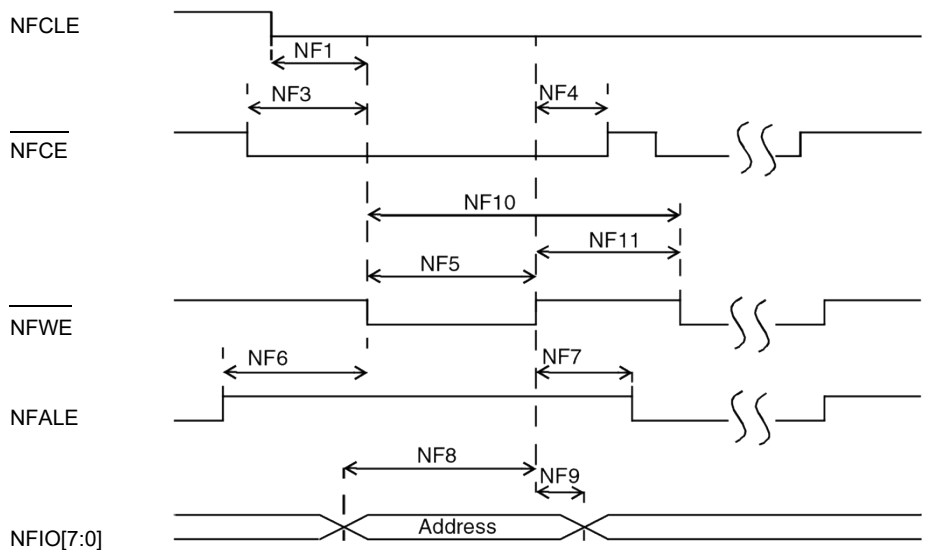 NFCLE
NF1
NF3
NF4
NFCE
NF10
NF11
NF5
NFWE
NF6
NF7
NFALE
NF8
NF9
NFIO[7:0]
Address